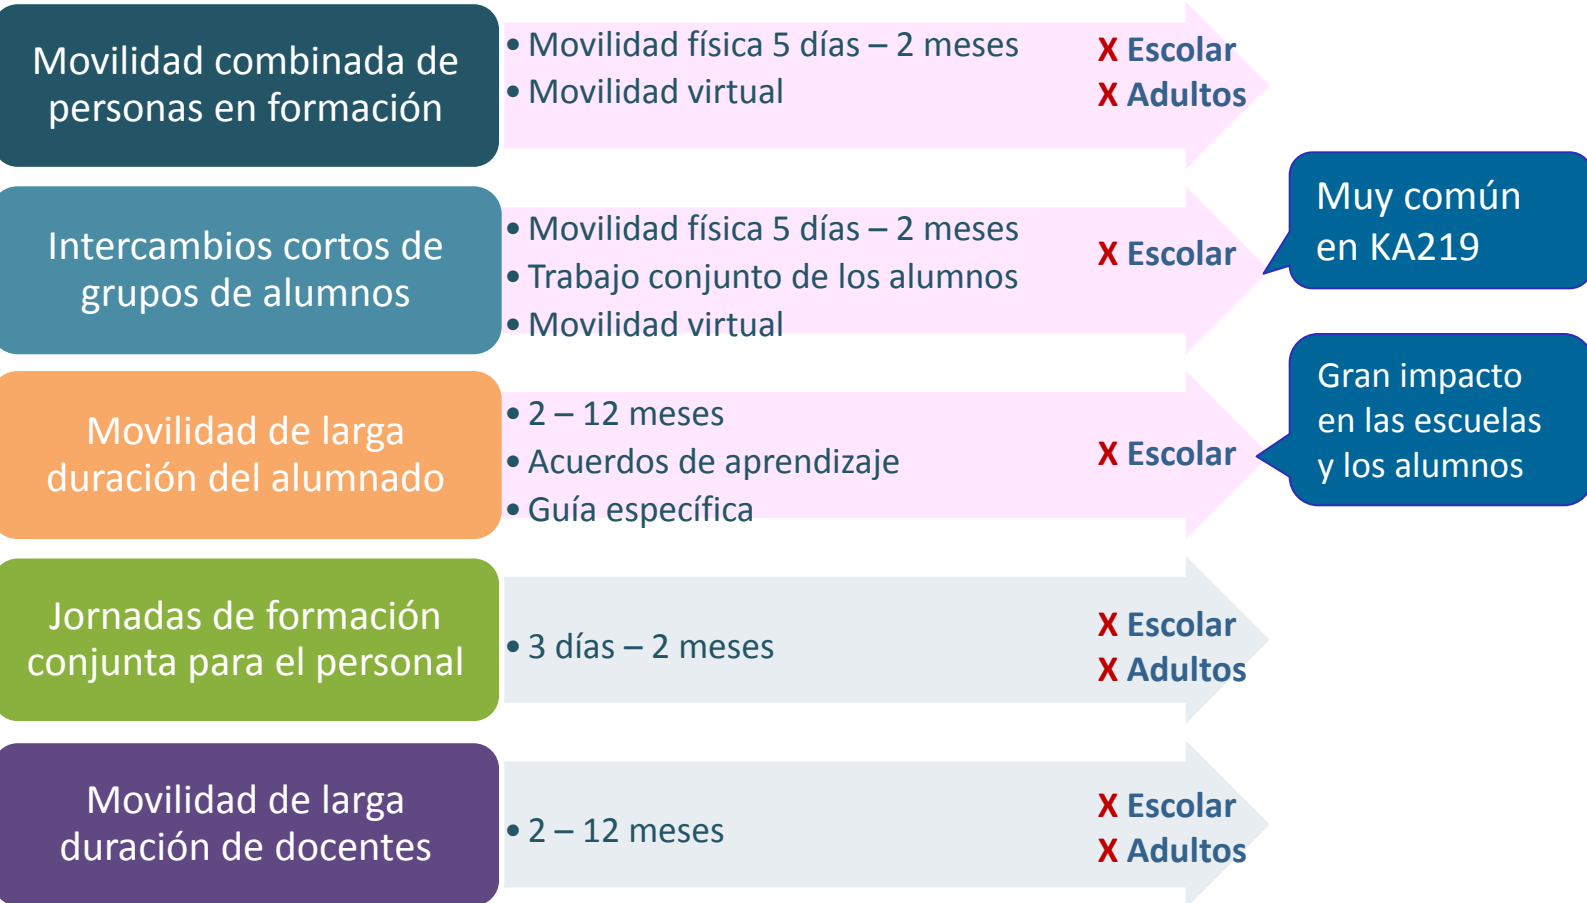 Movilidad combinada de
personas en formación
• Movilidad física 5 días – 2 meses
• Movilidad virtual
X Escolar
X Adultos
Intercambios cortos de
grupos de alumnos
• Movilidad física 5 días – 2 meses
• Trabajo conjunto de los alumnos
• Movilidad virtual
X Escolar
Muy común
en KA219
Movilidad de larga
duración del alumnado
• 2 – 12 meses
• Acuerdos de aprendizaje
• Guía específica
X Escolar
Gran impacto
en las escuelas
y los alumnos
Jornadas de formación
conjunta para el personal
• 3 días – 2 meses
X Escolar
X Adultos
Movilidad de larga
duración de docentes
• 2 – 12 meses
X Escolar
X Adultos